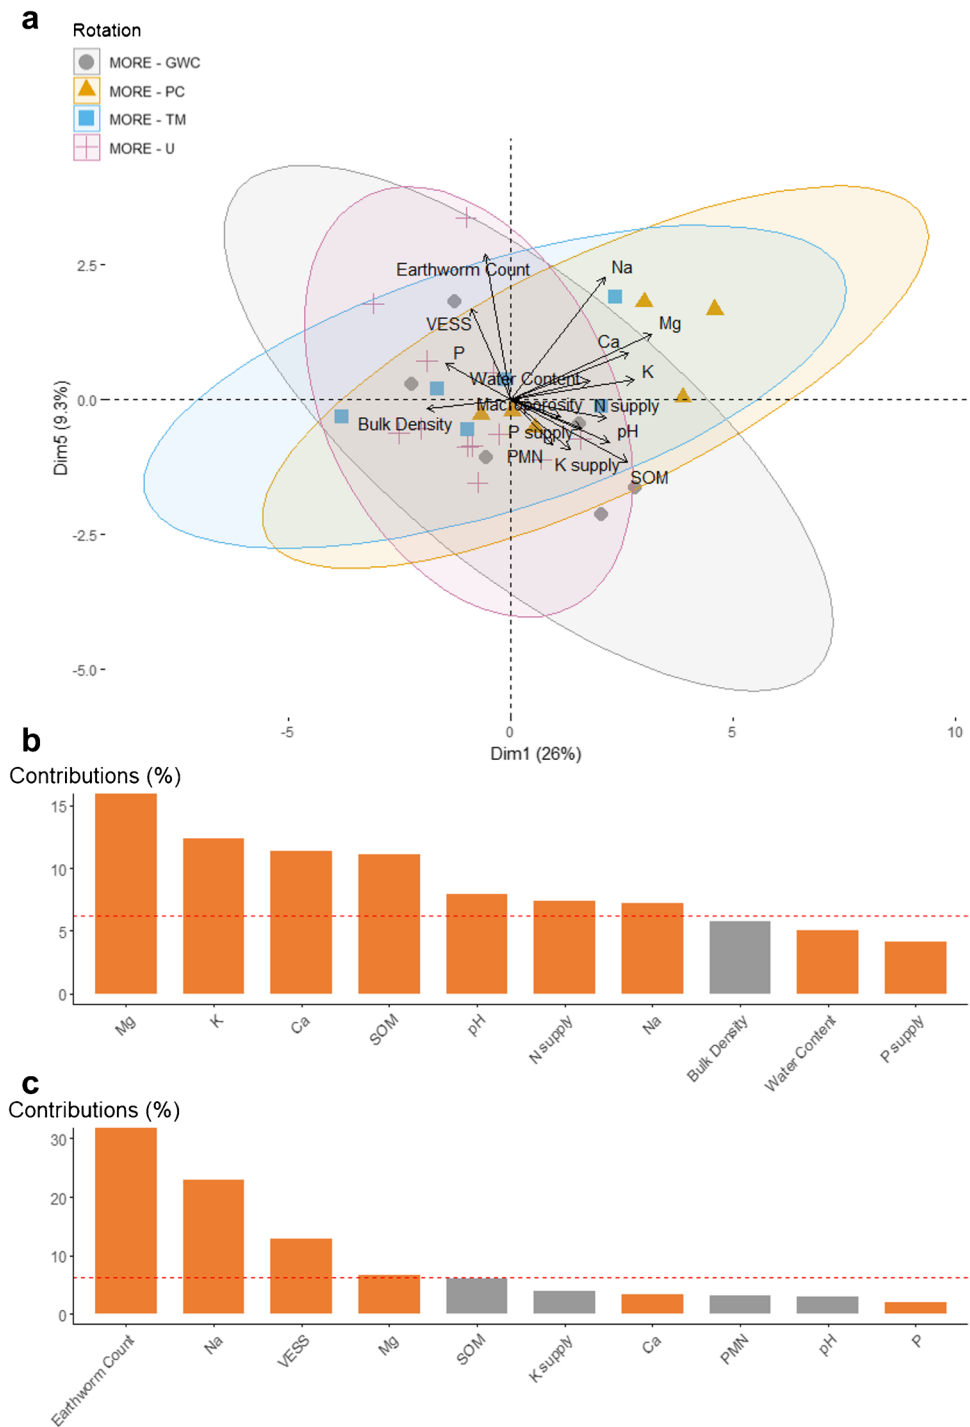 a
Rotation
MORE - GWC
MORE - PC
MORE - TM
MORE - U
Dim5 (9.3%)
2.5
0.0
-2.5
-5.0
Earthworm Count
Na
VESS
Mg
Ca
P
K
Water Content
Macroporosity
N supply
Bulk Density
P supply
pH
PMN
K supply
SOM
-5
0
5
10
Dim1 (26%)
b
Contributions (%)
15
10
5
0
Mg
K
Ca
SOM
pH
N supply
Na
Bulk Density
Water Content
P supply
c
Contributions (%)
30
20
10
0
Earthworm Count
Na
VESS
Mg
SOM
K supply
Ca
PMN
pH
P